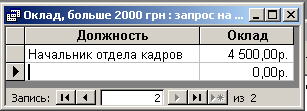 Оклад, больше 2000 грн : запрос на ...
Должность Оклад
Начальник отдела кадров 4 500,00р.
0,00р.
Запись: 2 из 2